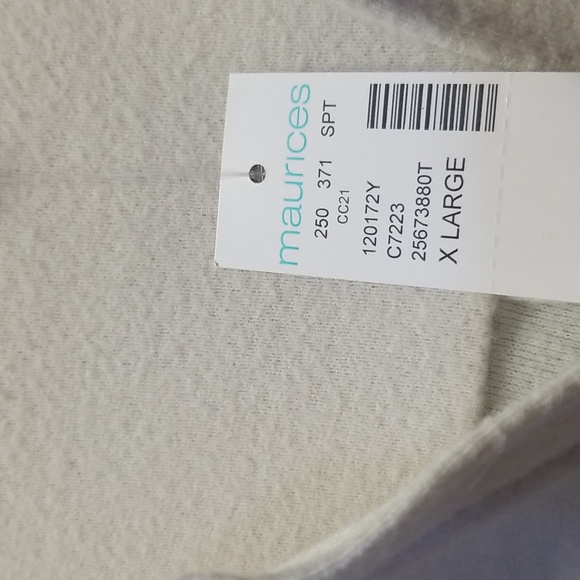 maurices
250 371 SPT
CC21
120172Y
C7223
25673880T
X LARGE